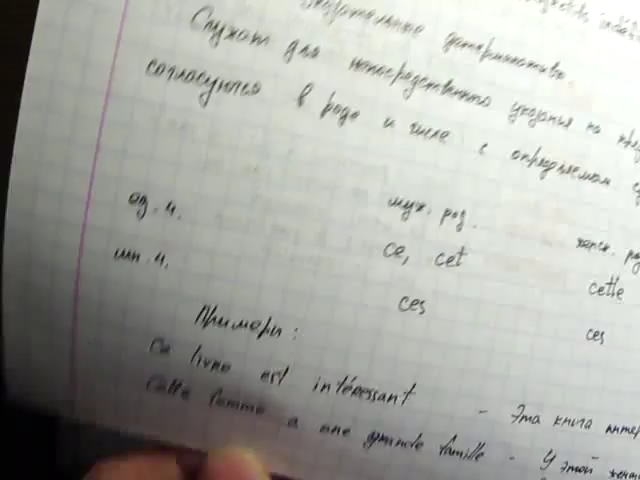 Служат для непосредственного указания на
согласуются в роде и числе с определяемым
муж. род. женск.
ед. ч. ce, cet cette
мн. ч. ces ces
Примеры:
Ce livre est intéressant - Эта книга
Cette femme a une grande famille - У этой